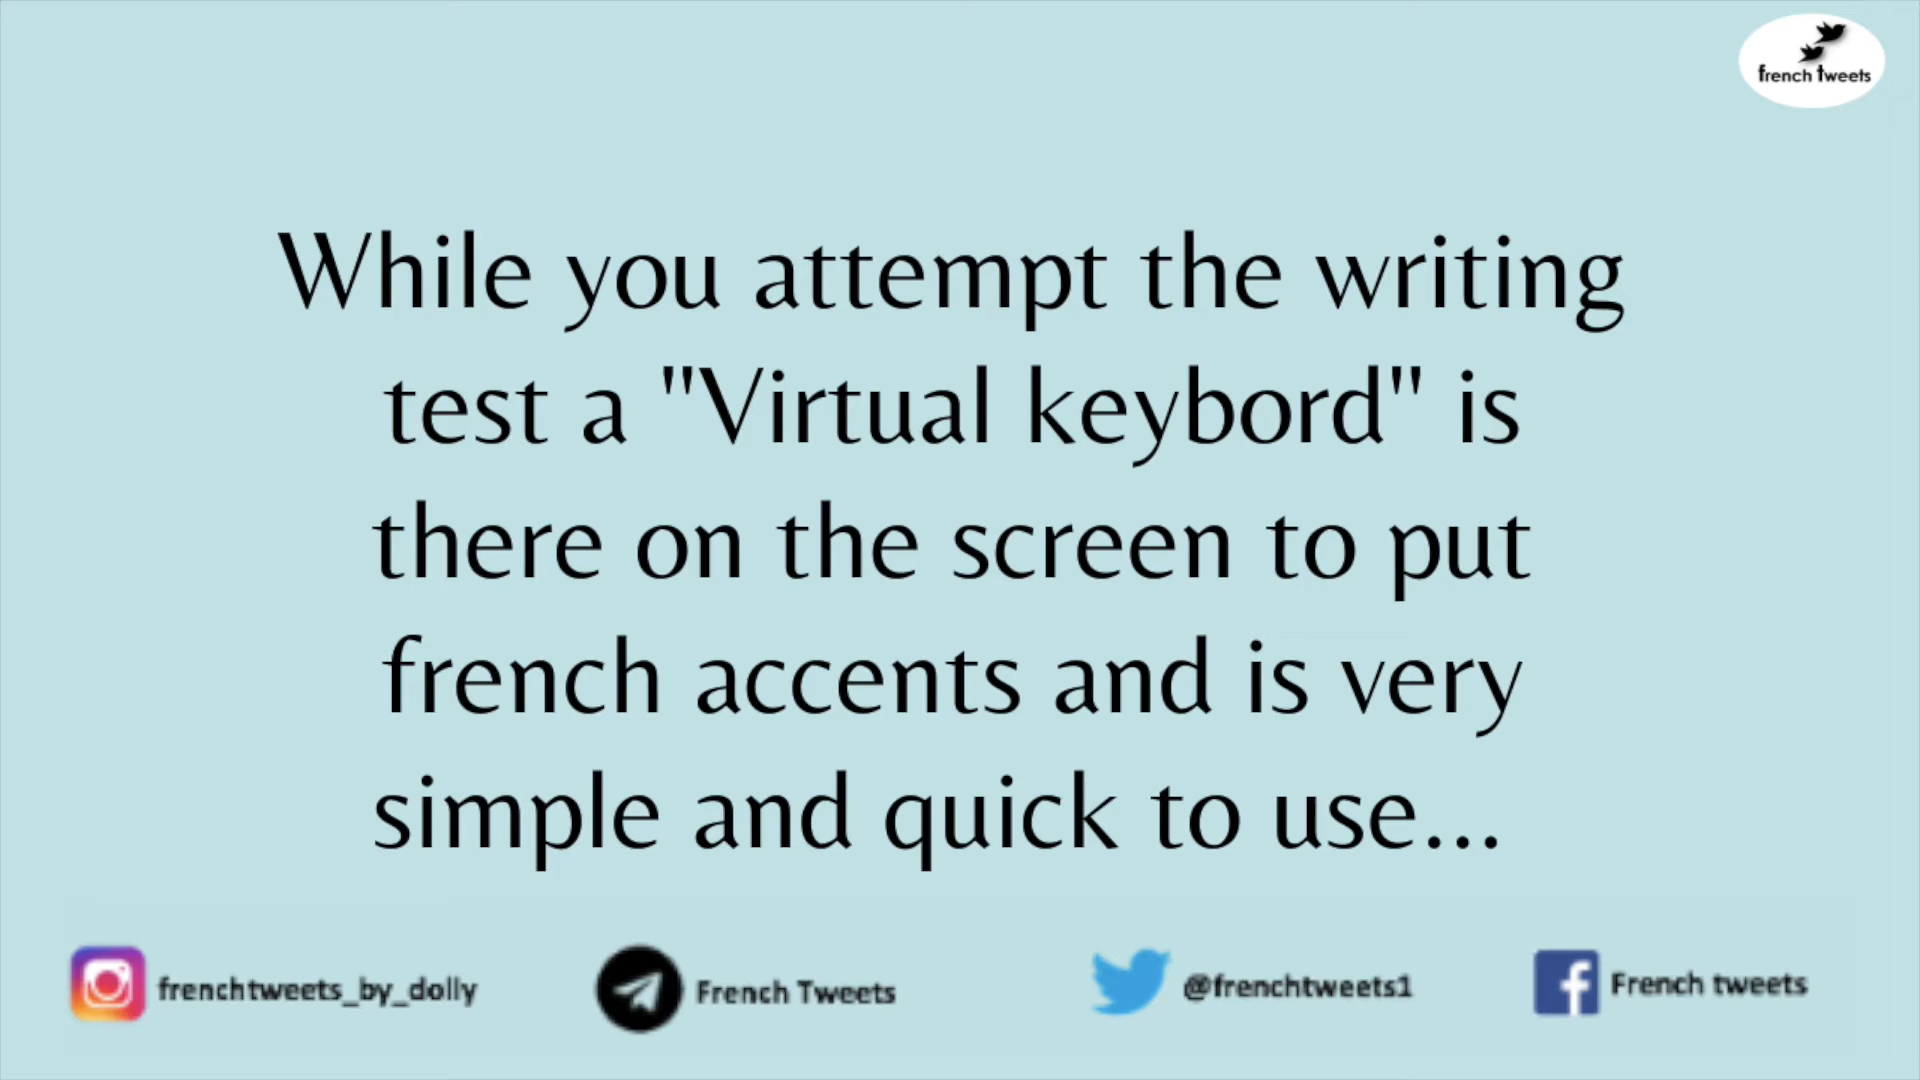 french tweets
While you attempt the writing
test a "Virtual keybord" is
there on the screen to put
french accents and is very
simple and quick to use...
frenchtweets_by_dolly
French Tweets
@frenchtweets1
French tweets